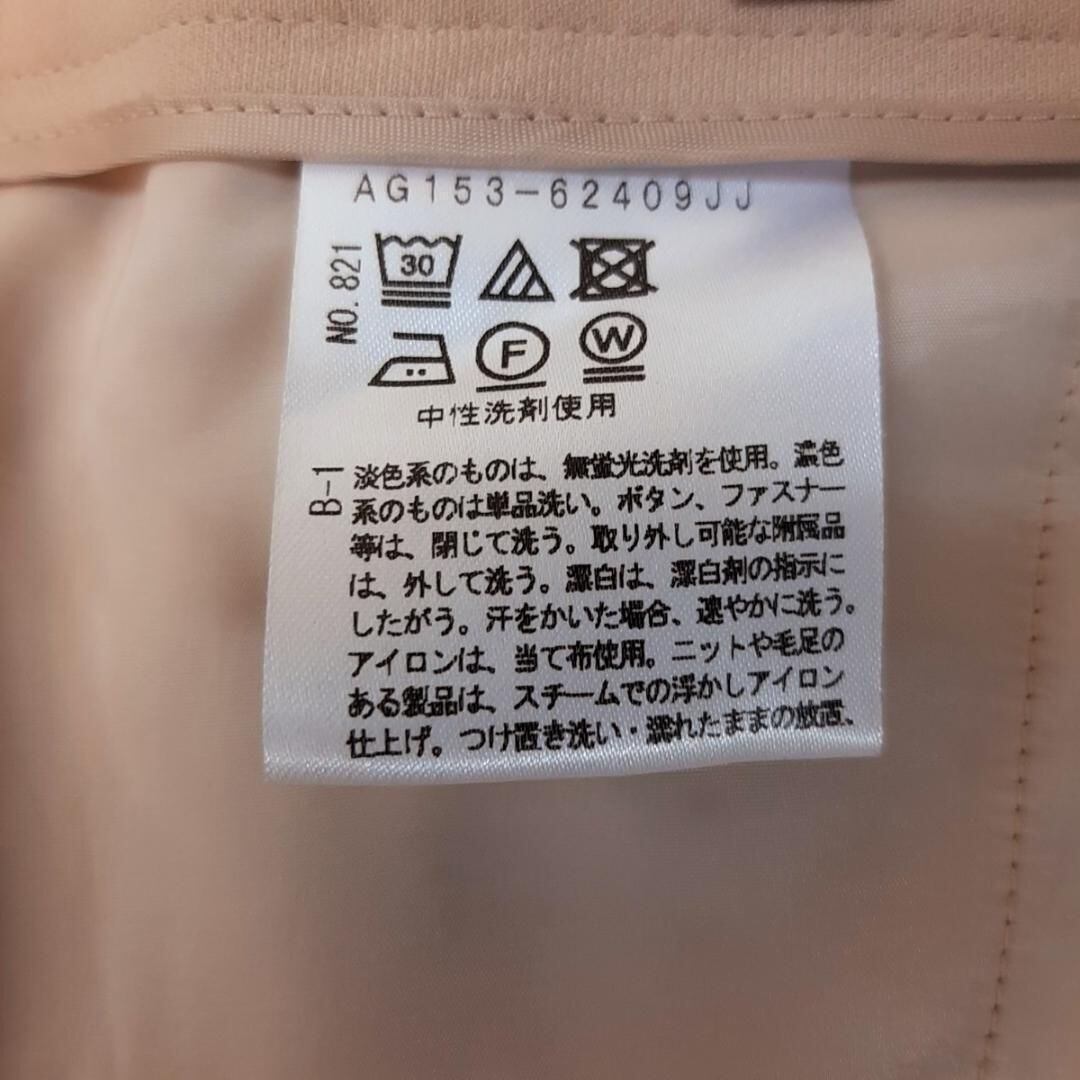 AG153-62409JJ
NO.821
30
F
W
中性洗剤使用
B-1
淡色系のものは、無蛍光洗剤を使用。濃色
系のものは単品洗い。ボタン、ファスナー
等は、閉じて洗う。取り外し可能な附属品
は、外して洗う。漂白は、漂白剤の指示に
したがう。汗をかいた場合、速やかに洗う。
アイロンは、当て布使用。ニットや毛足の
ある製品は、スチームでの浮かしアイロン
仕上げ。つけ置き洗い・濡れたままの放置、